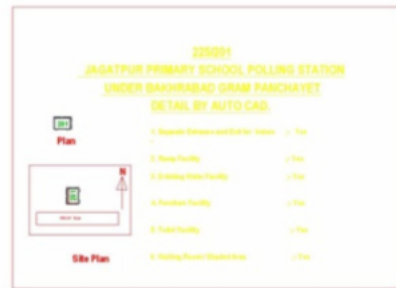 225/201
JAGATPUR PRIMARY SCHOOL POLLING STATION
UNDER BAKHRABAD GRAM PANCHAYET
DETAIL BY AUTO CAD.
1. Separate Entrance and Exit for Voters :- Yes
Plan
2. Ramp Facility :- Yes
3. Drinking Water Facility :- Yes
N
4. Furniture Facility :- Yes
5. Toilet Facility :- Yes
Site Plan
6. Waiting Room/ Shaded Area :- Yes